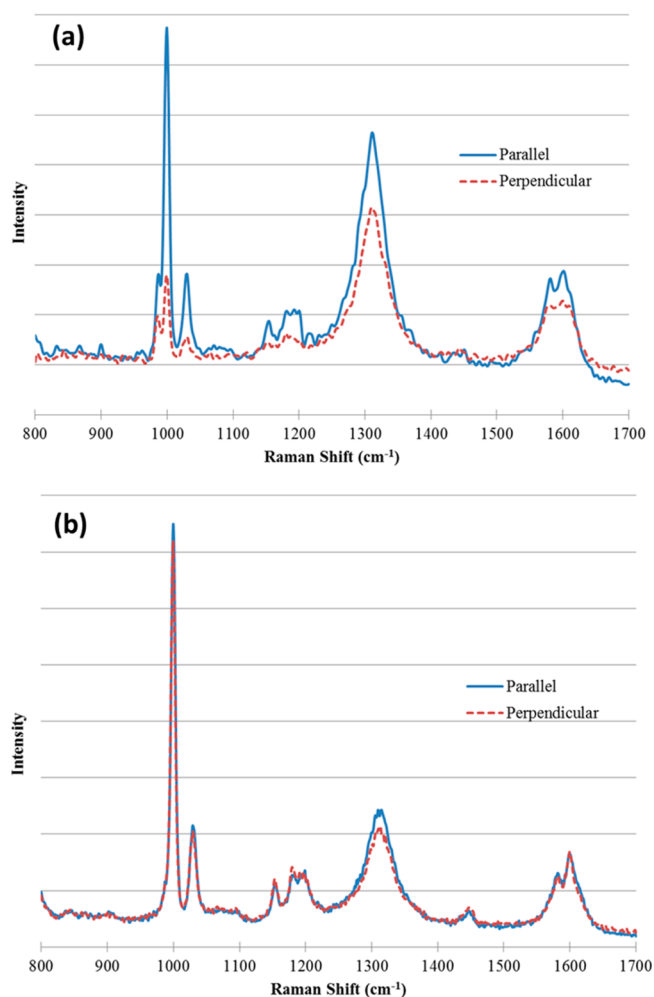 (a)
Intensity
Parallel
Perpendicular
800 900 1000 1100 1200 1300 1400 1500 1600 1700
Raman Shift (cm⁻¹)
(b)
Intensity
Parallel
Perpendicular
800 900 1000 1100 1200 1300 1400 1500 1600 1700
Raman Shift (cm⁻¹)